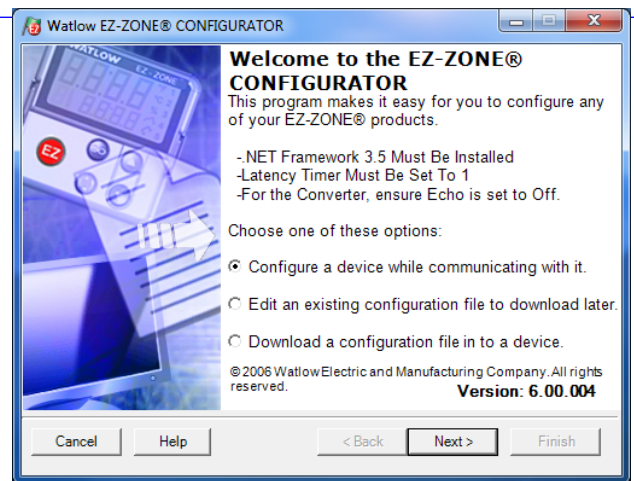 Watlow EZ-ZONE® CONFIGURATOR
WATLOW EZ-ZONE
EZ
Welcome to the EZ-ZONE®
CONFIGURATOR
This program makes it easy for you to configure any
of your EZ-ZONE® products.
-.NET Framework 3.5 Must Be Installed
-Latency Timer Must Be Set To 1
-For the Converter, ensure Echo is set to Off.
Choose one of these options:
Configure a device while communicating with it.
Edit an existing configuration file to download later.
Download a configuration file in to a device.
©2006 Watlow Electric and Manufacturing Company. All rights
reserved.
Version: 6.00.004
Cancel Help < Back Next > Finish